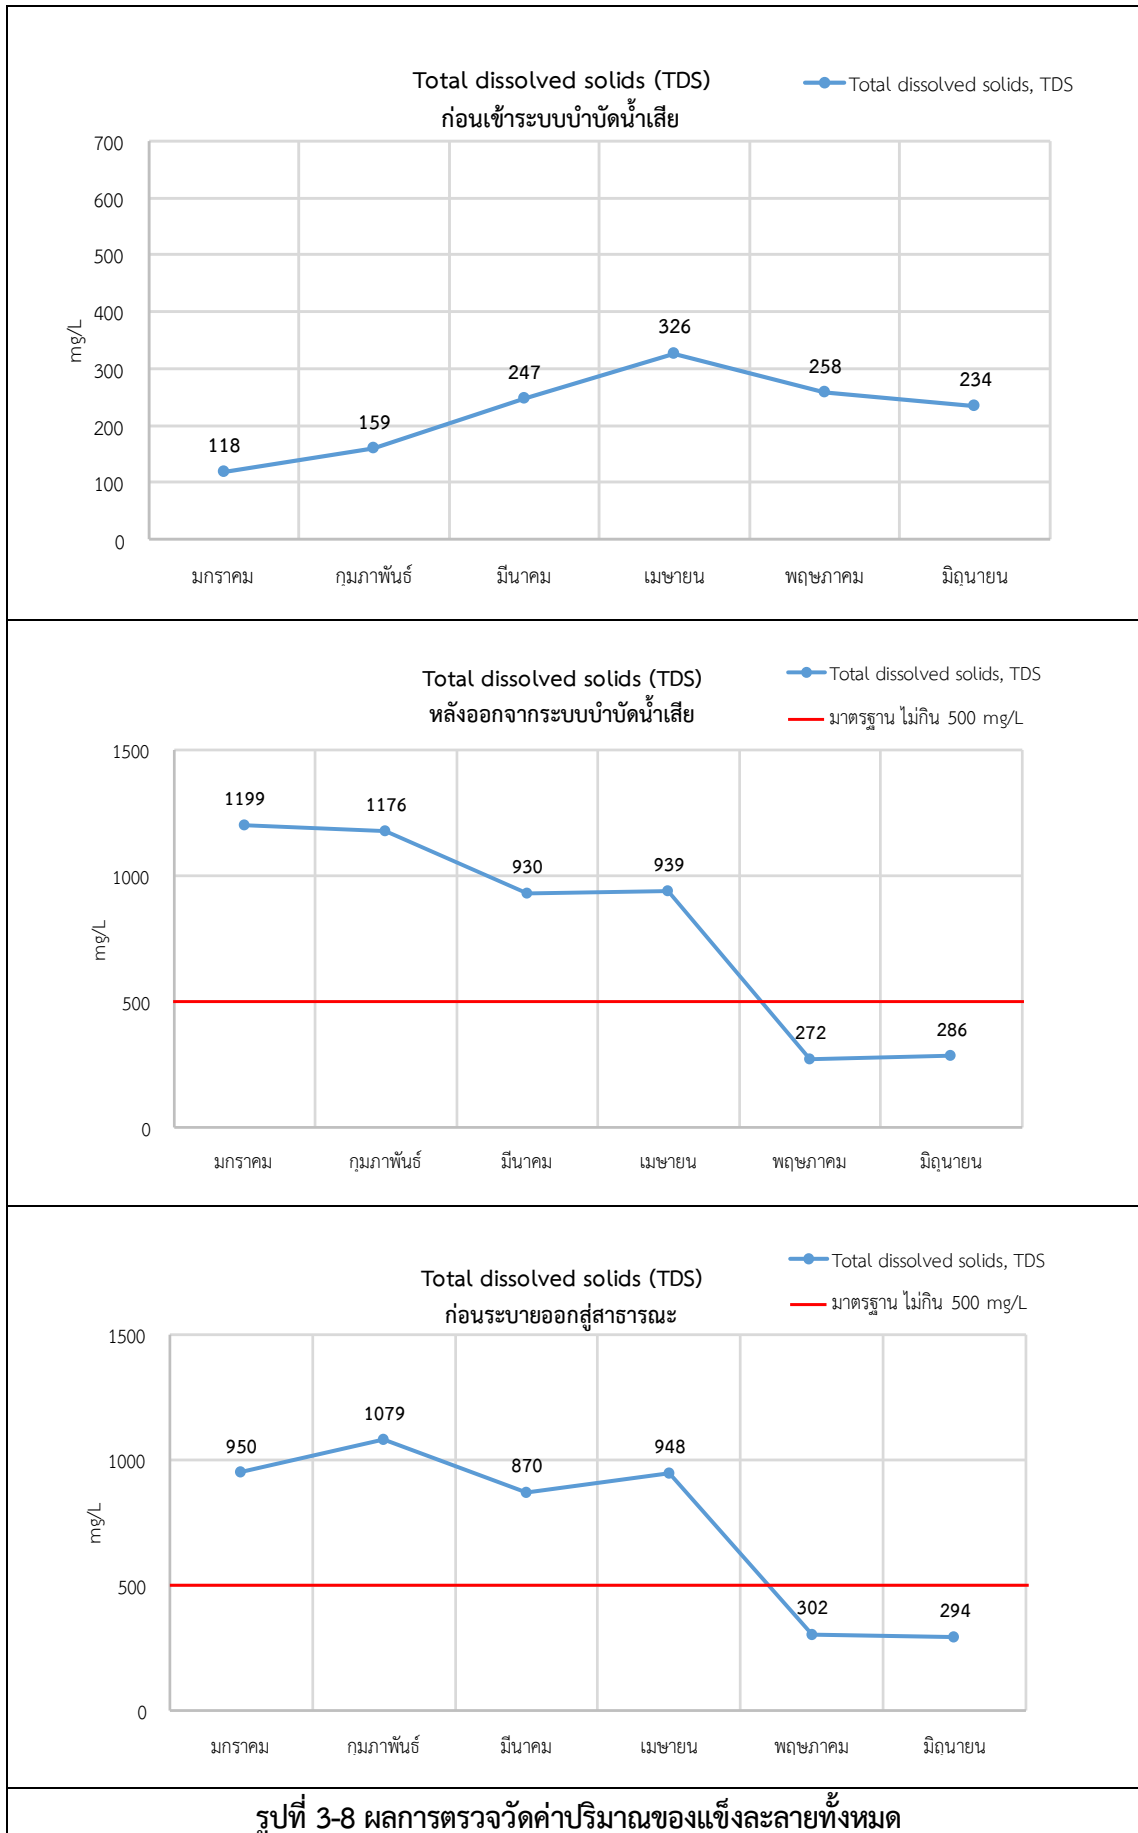 Total dissolved solids (TDS)
ก่อนเข้าระบบบำบัดน้ำเสีย
Total dissolved solids, TDS
700
600
500
400
300
200
100
0
mg/L
118
159
247
326
258
234
มกราคม กุมภาพันธ์ มีนาคม เมษายน พฤษภาคม มิถุนายน
Total dissolved solids (TDS)
หลังออกจากระบบบำบัดน้ำเสีย
Total dissolved solids, TDS
มาตรฐาน ไม่กิน 500 mg/L
1500
1000
500
0
mg/L
1199
1176
930
939
272
286
มกราคม กุมภาพันธ์ มีนาคม เมษายน พฤษภาคม มิถุนายน
Total dissolved solids (TDS)
ก่อนระบายออกสู่สาธารณะ
Total dissolved solids, TDS
มาตรฐาน ไม่กิน 500 mg/L
1500
1000
500
0
mg/L
950
1079
870
948
302
294
มกราคม กุมภาพันธ์ มีนาคม เมษายน พฤษภาคม มิถุนายน
รูปที่ 3-8 ผลการตรวจวัดค่าปริมาณของแข็งละลายทั้งหมด